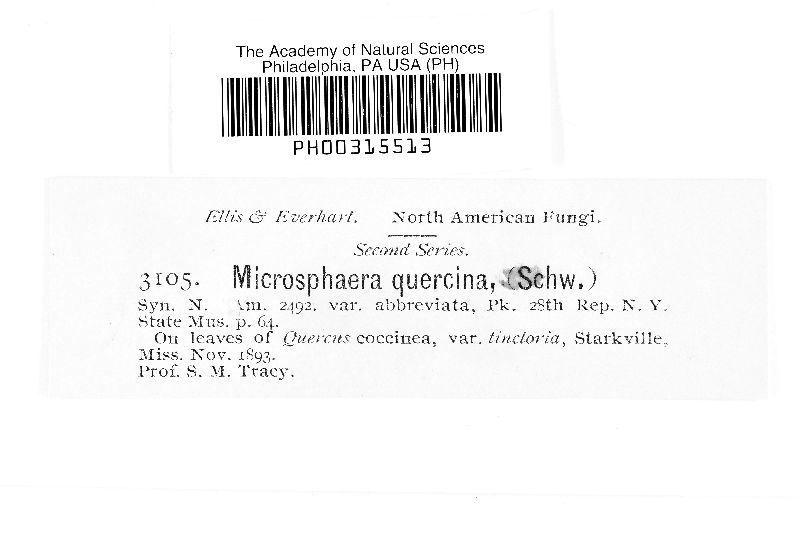 The Academy of Natural Sciences
Philadelphia, PA USA (PH)
PH00315513
Ellis & Everhart. North American Fungi.
Second Series.
3105. Microsphaera quercina, (Schw.)
Syn. N. Am. 2492. var. abbreviata, Pk. 28th Rep. N. Y.
State Mus. p. 64.
On leaves of Quercus coccinea, var. tinctoria, Starkville,
Miss. Nov. 1893.
Prof. S. M. Tracy.